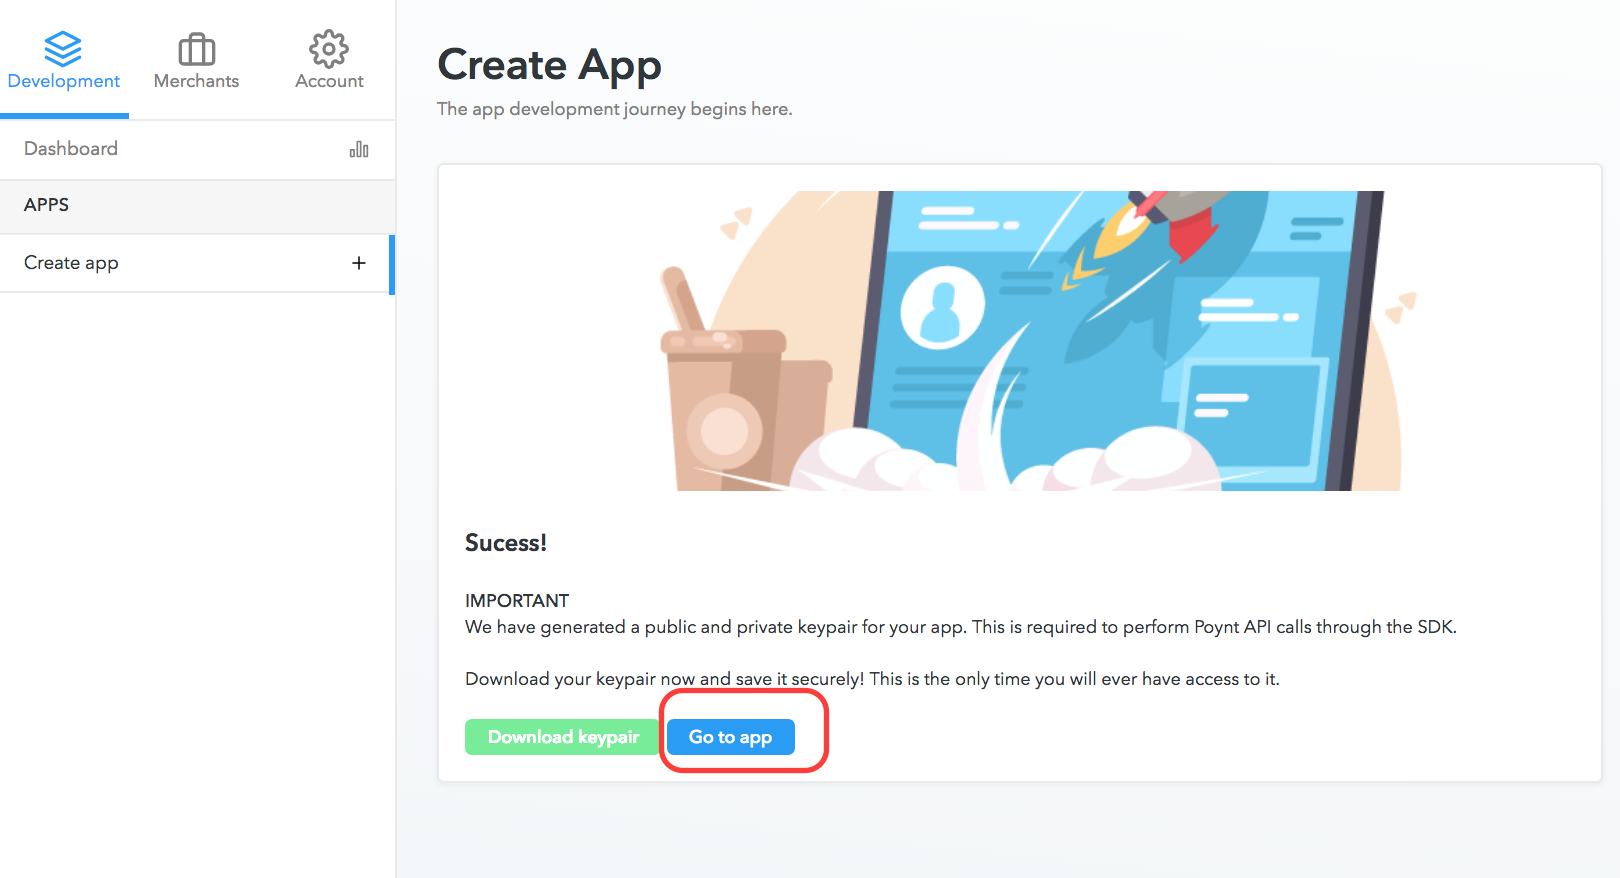 Development
Merchants
Account
Dashboard
APPS
Create app
Create App
The app development journey begins here.
Sucess!
IMPORTANT
We have generated a public and private keypair for your app. This is required to perform Poynt API calls through the SDK.
Download your keypair now and save it securely! This is the only time you will ever have access to it.
Download keypair
Go to app